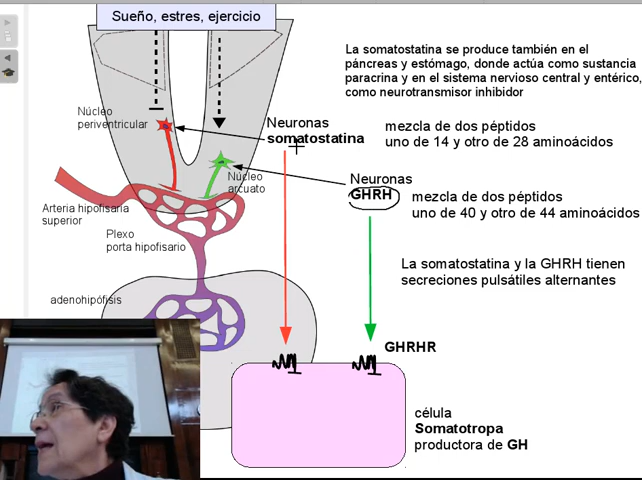 Sueño, estres, ejercicio
La somatostatina se produce también en el
páncreas y estómago, donde actúa como sustancia
paracrina y en el sistema nervioso central y entérico,
como neurotransmisor inhibidor
Núcleo
periventricular
Neuronas
somatostatina
mezcla de dos péptidos
uno de 14 y otro de 28 aminoácidos
Núcleo
arcuato
Neuronas
GHRH
mezcla de dos péptidos
uno de 40 y otro de 44 aminoácidos
Arteria hipofisaria
superior
Plexo
porta hipofisario
La somatostatina y la GHRH tienen
secreciones pulsátiles alternantes
adenohipófisis
GHRHR
célula
Somatotropa
productora de GH